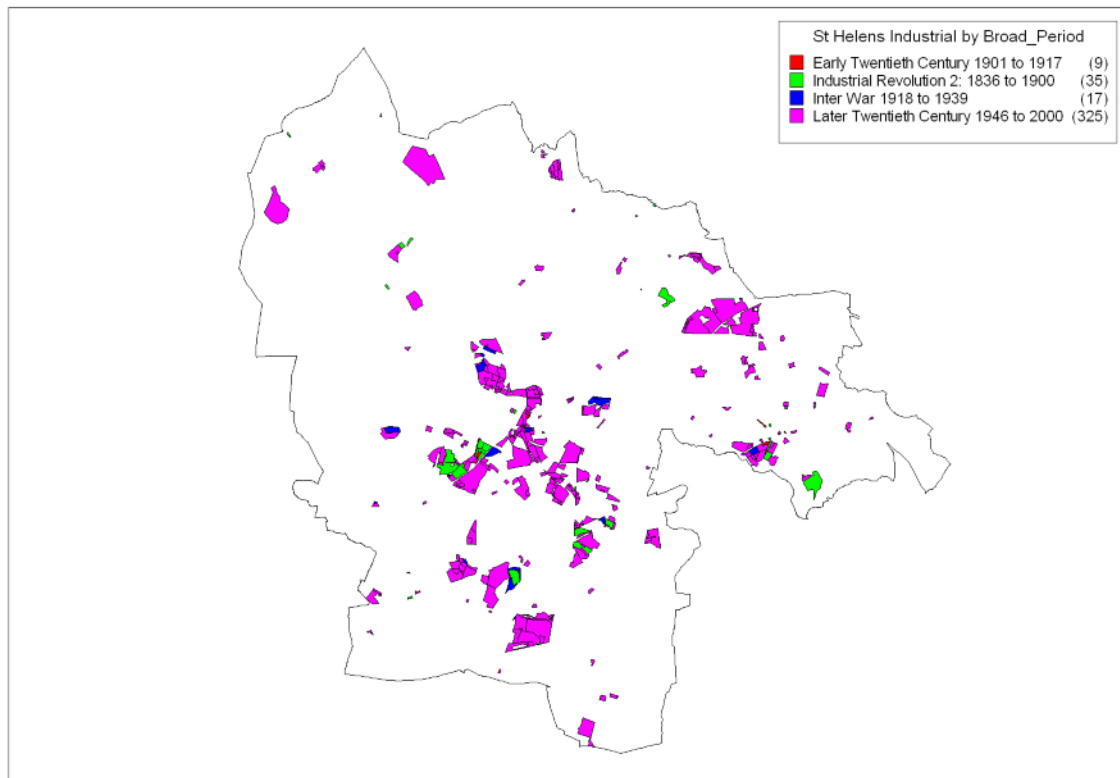 St Helens Industrial by Broad_Period
Early Twentieth Century 1901 to 1917 (9)
Industrial Revolution 2: 1836 to 1900 (35)
Inter War 1918 to 1939 (17)
Later Twentieth Century 1946 to 2000 (325)